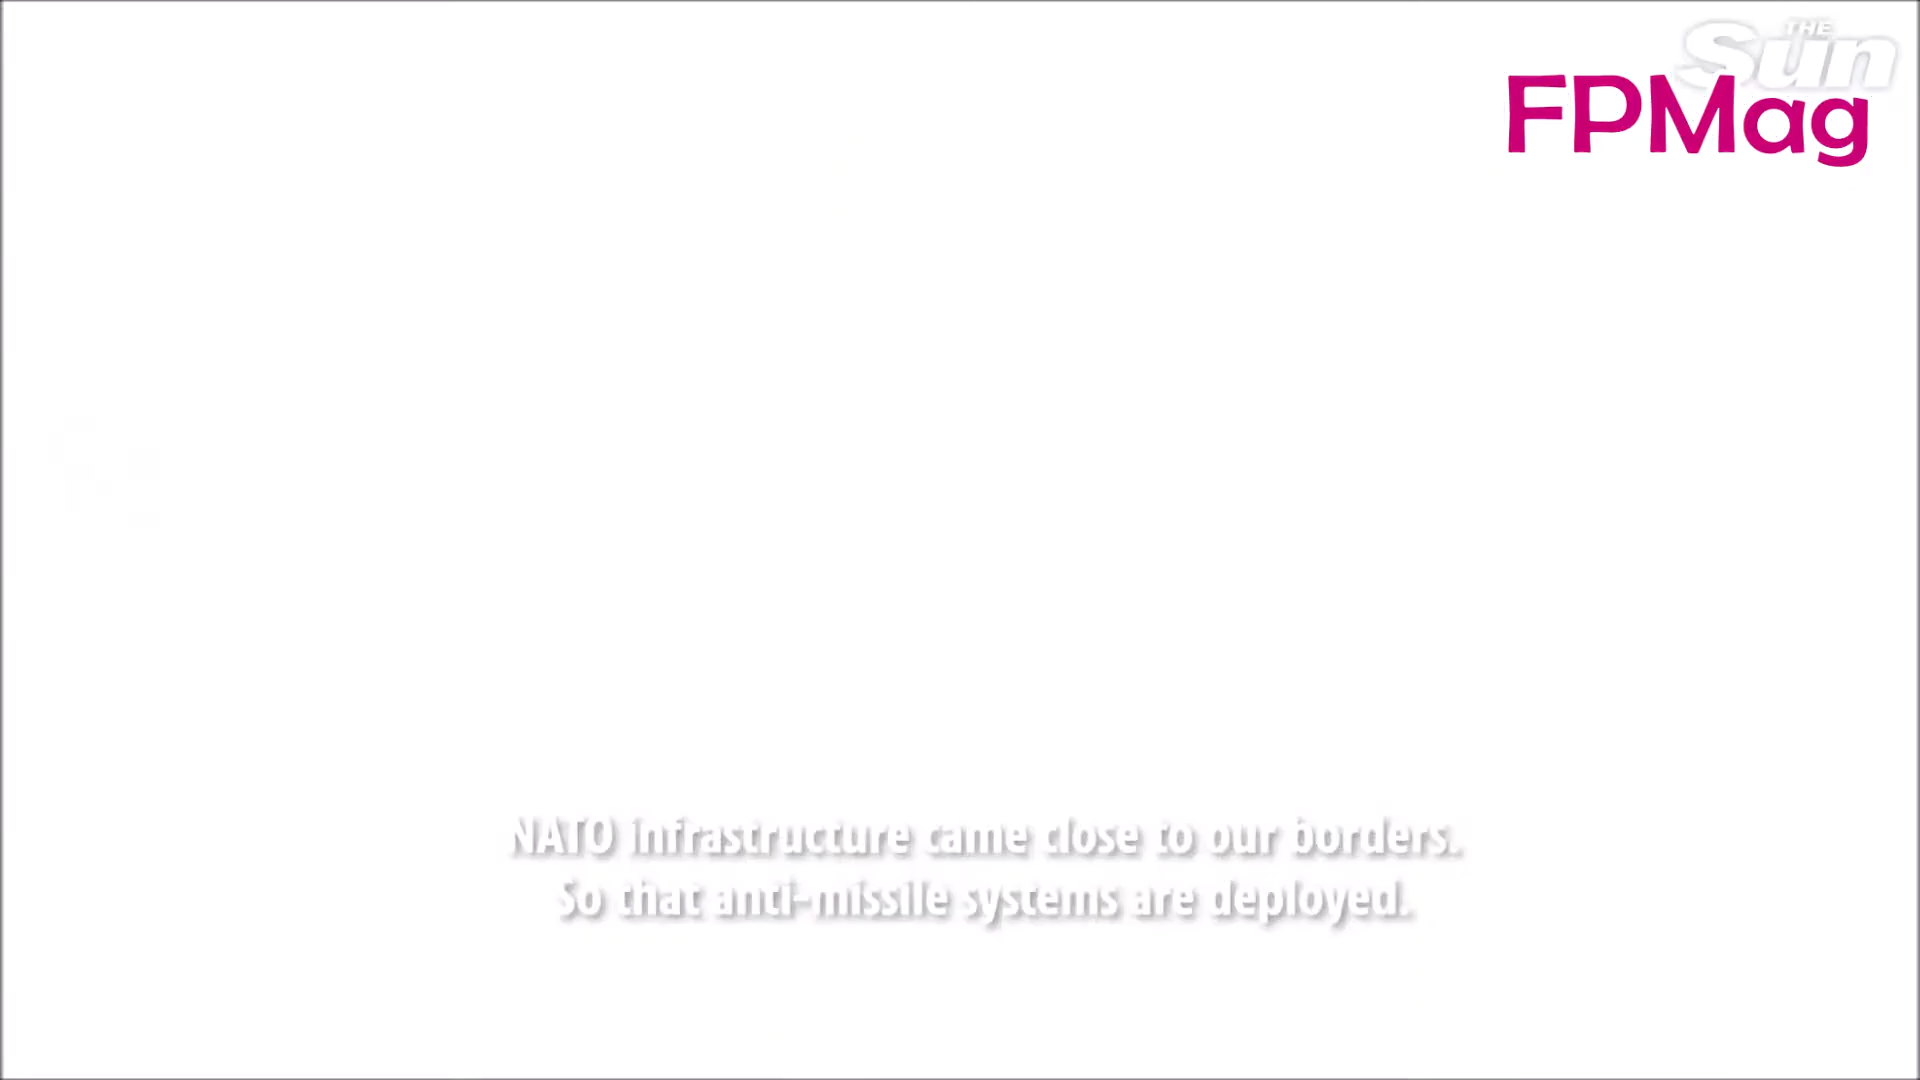 THE
Sun
FPMag
NATO infrastructure came close to our borders.
So that anti-missile systems are deployed.